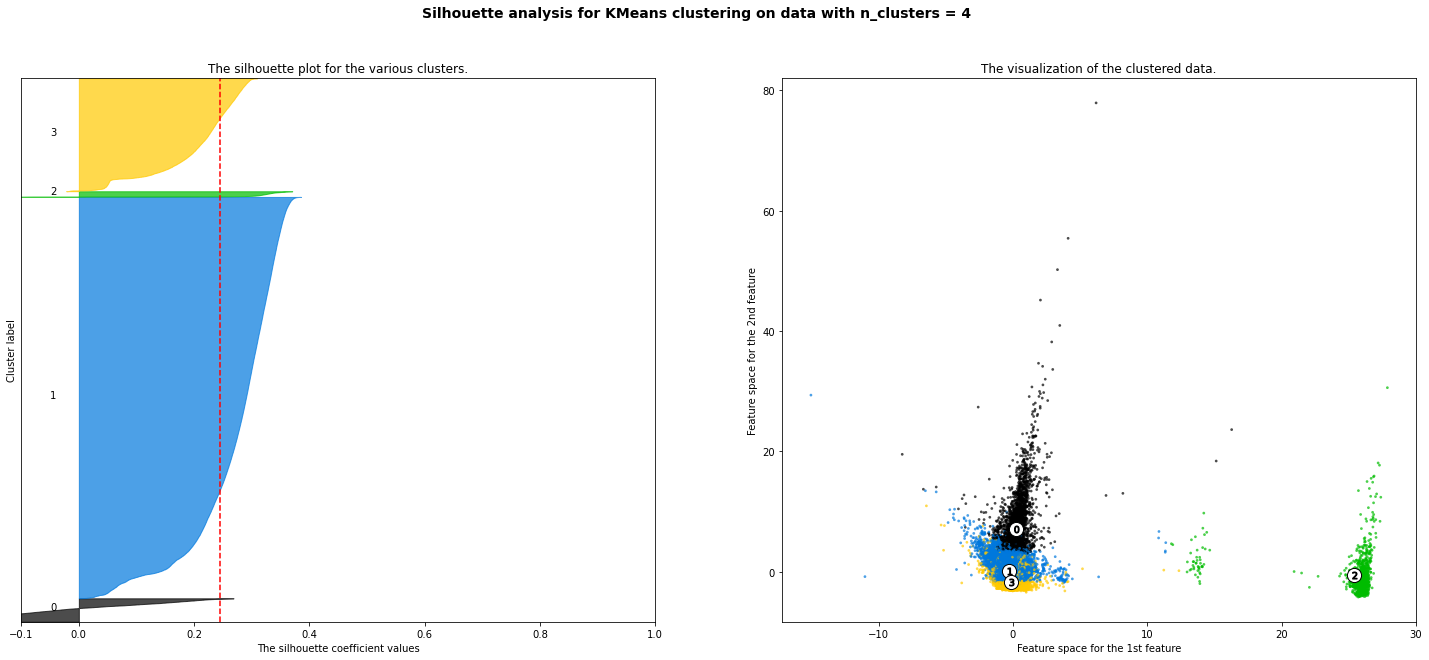 Silhouette analysis for KMeans clustering on data with n_clusters = 4
The silhouette plot for the various clusters.
Cluster label
3
2
1
0
−0.1 0.0 0.2 0.4 0.6 0.8 1.0
The silhouette coefficient values
The visualization of the clustered data.
Feature space for the 2nd feature
80
60
40
20
0
0
1
3
2
−10 0 10 20 30
Feature space for the 1st feature